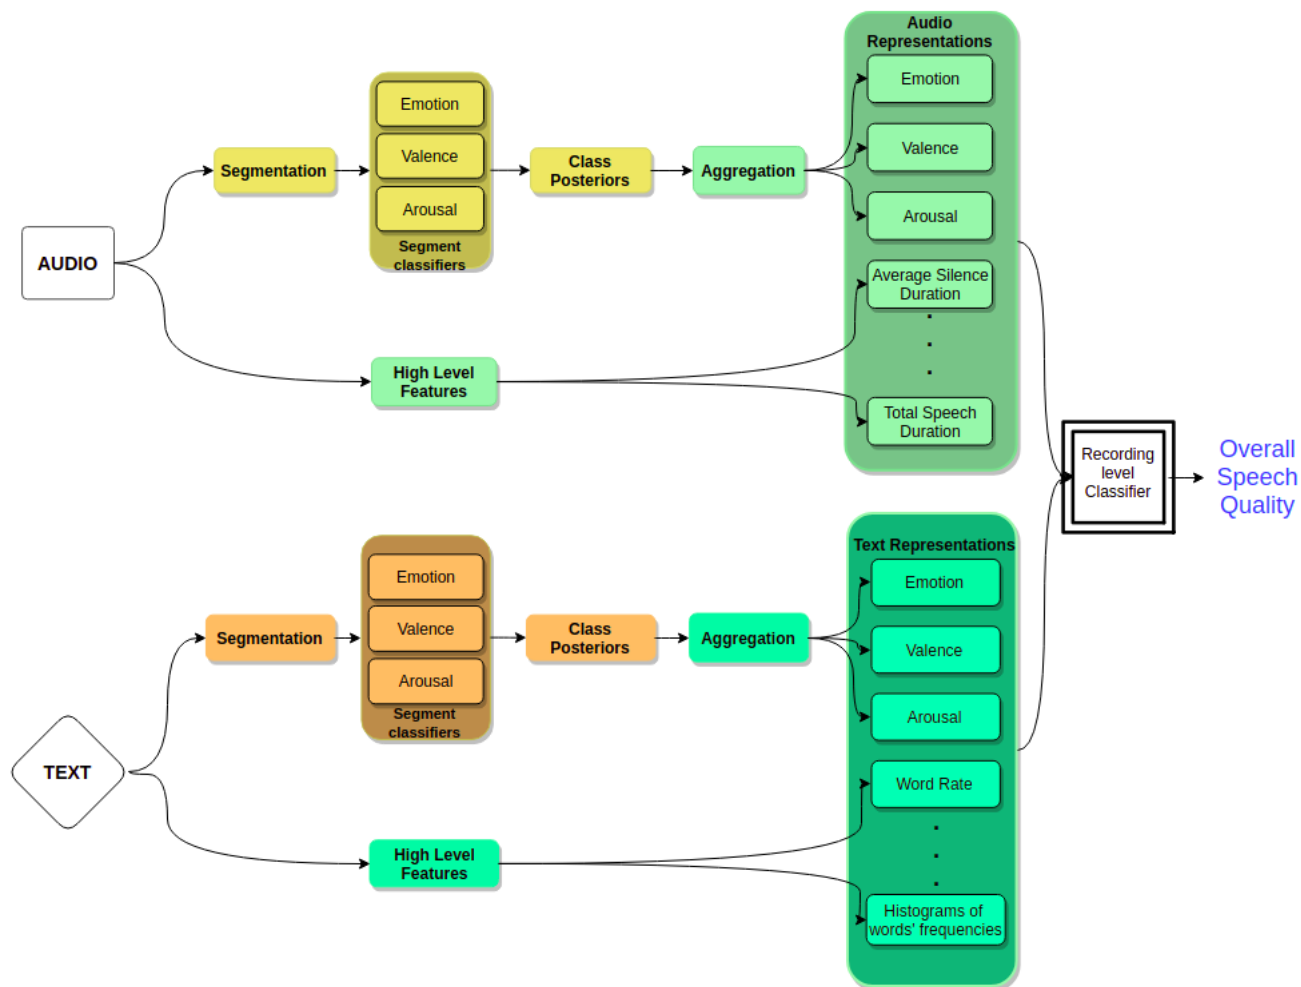 AUDIO
Segmentation
Emotion
Valence
Arousal
Segment
classifiers
Class
Posteriors
Aggregation
High Level
Features
Audio
Representations
Emotion
Valence
Arousal
Average Silence
Duration
Total Speech
Duration
TEXT
Segmentation
Emotion
Valence
Arousal
Segment
classifiers
Class
Posteriors
Aggregation
High Level
Features
Text Representations
Emotion
Valence
Arousal
Word Rate
Histograms of
words' frequencies
Recording
level
Classifier
Overall
Speech
Quality